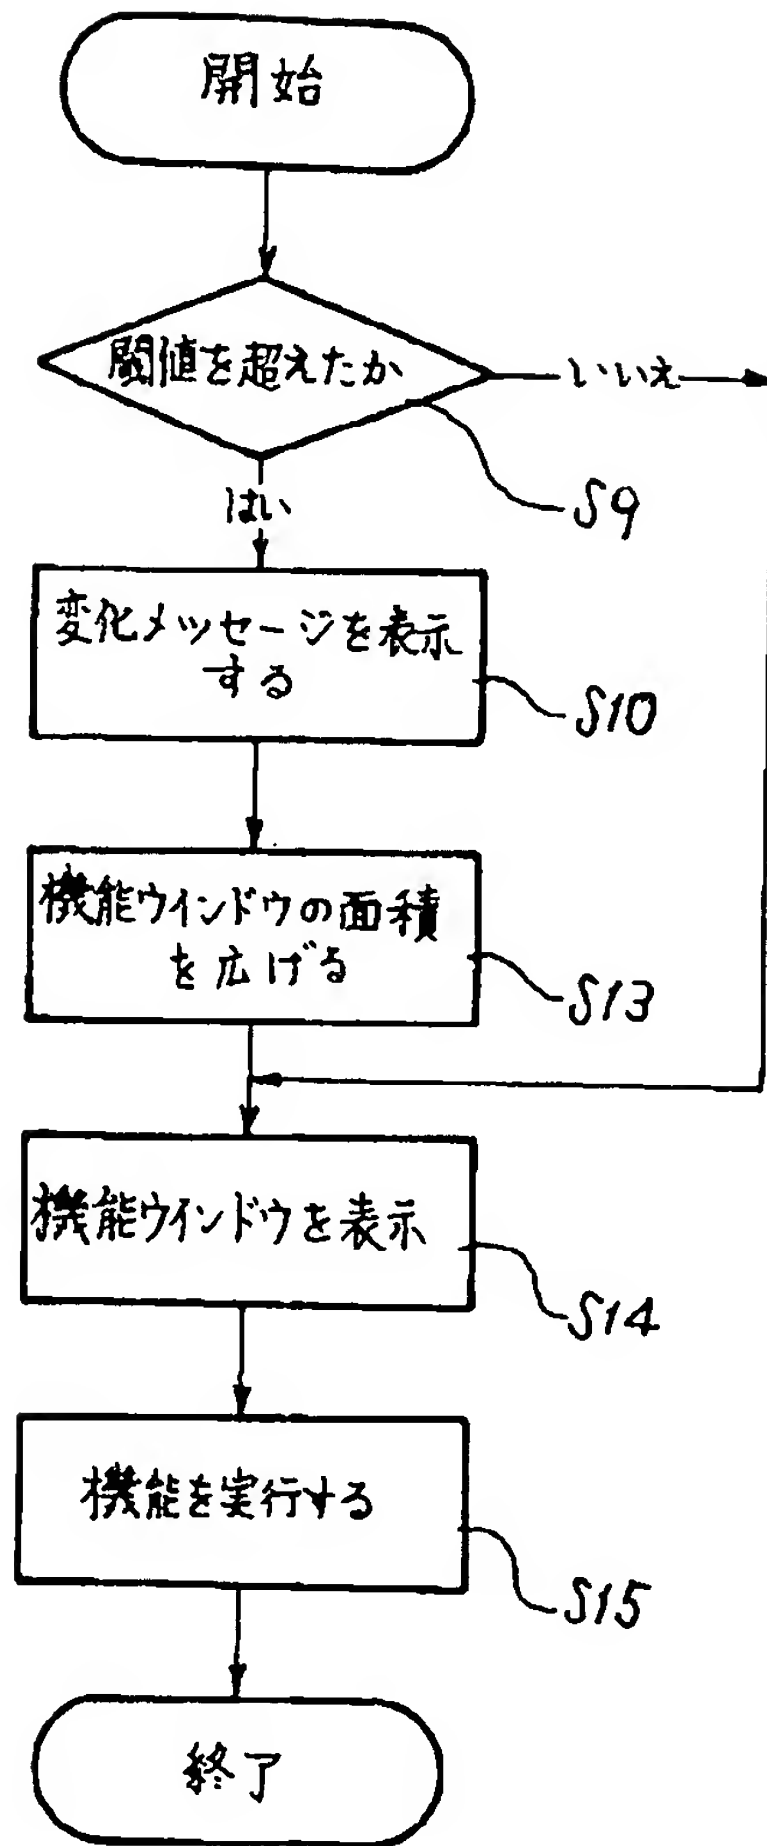 開始
閾値を超えたか
いいえ
S9
はい
変化メッセージを表示
する
S10
機能ウインドウの面積
を広げる
S13
機能ウインドウを表示
S14
機能を実行する
S15
終了